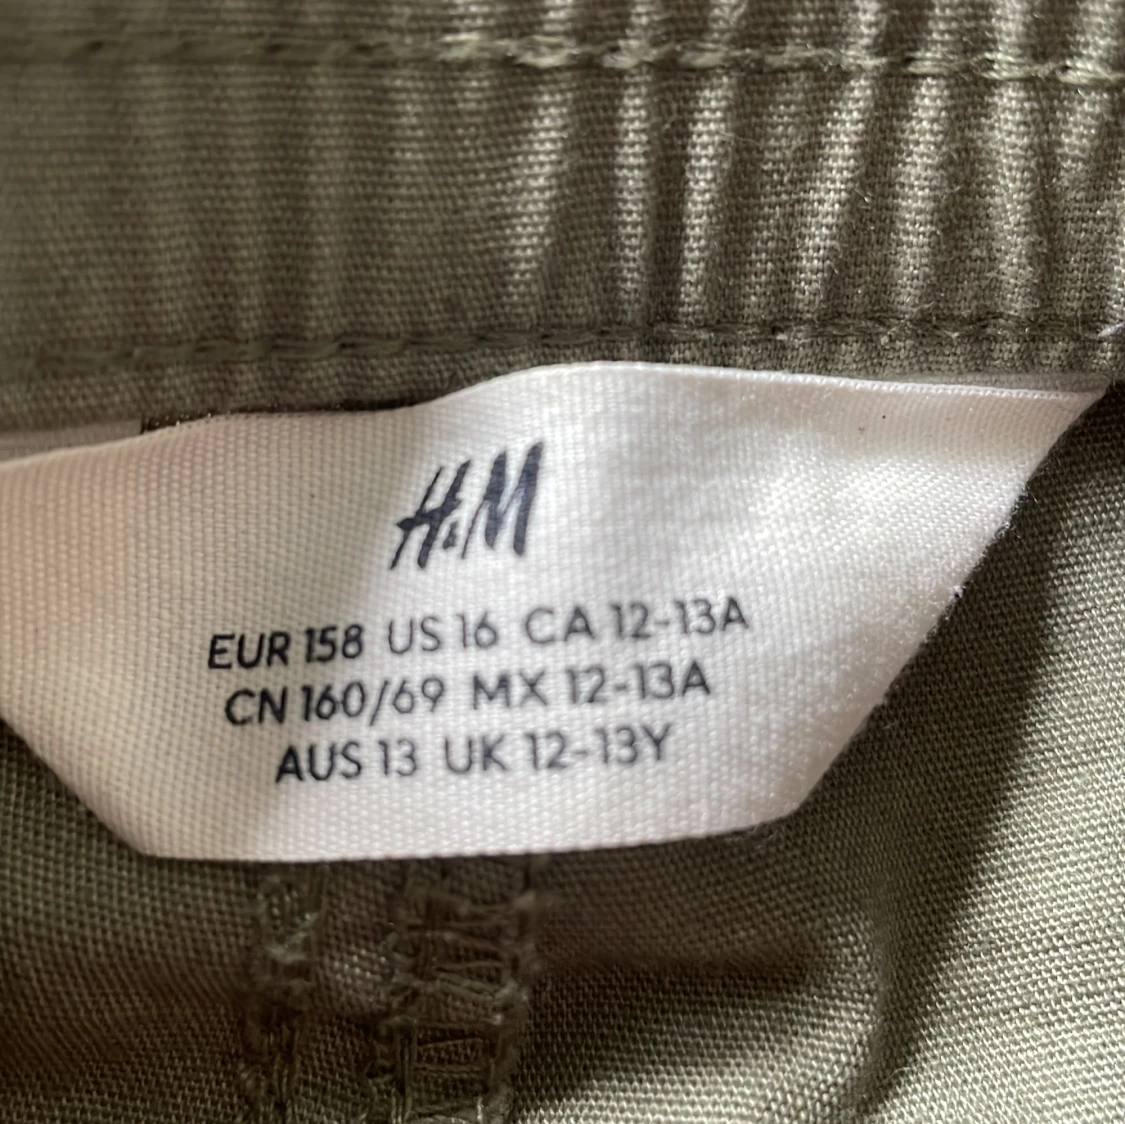 H&M
EUR 158 US 16 CA 12-13A
CN 160/69 MX 12-13A
AUS 13 UK 12-13Y